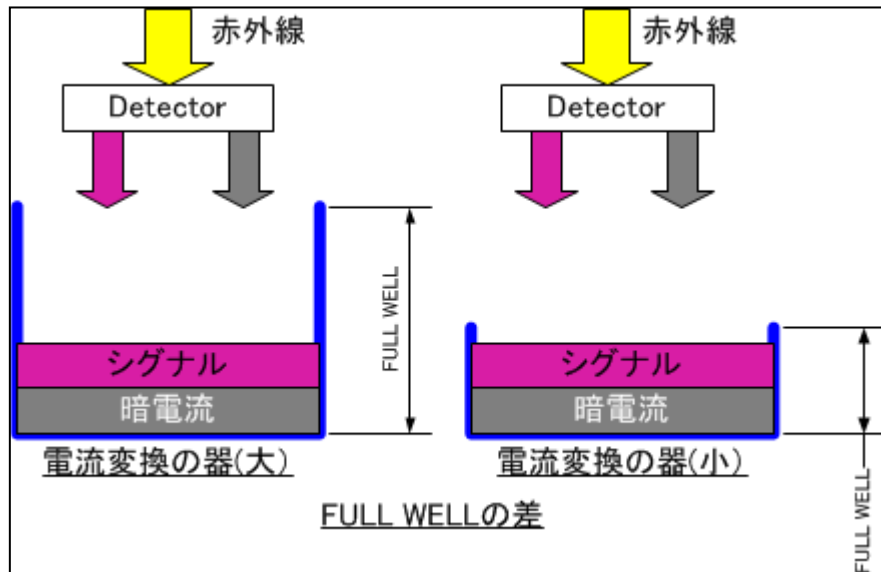 赤外線
Detector
FULL WELL
シグナル
暗電流
電流変換の器(大)
赤外線
Detector
シグナル
暗電流
電流変換の器(小)
FULL WELL
FULL WELLの差